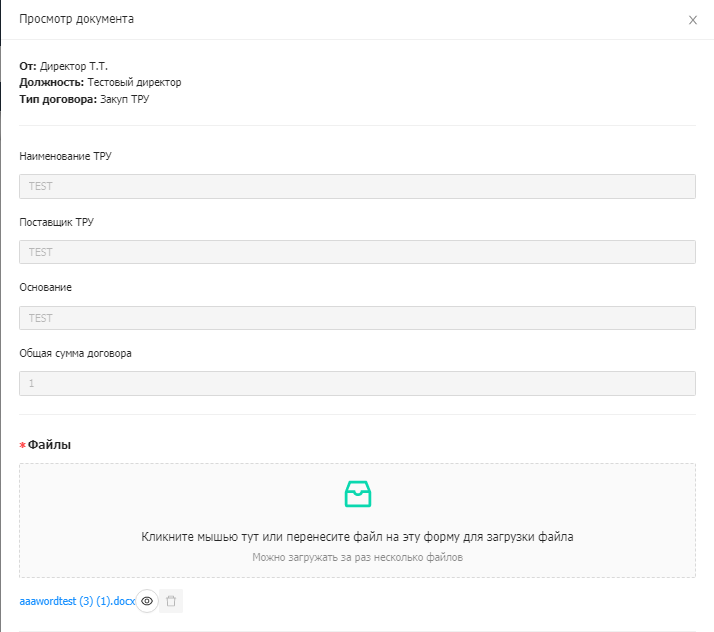 Просмотр документа
От: Директор Т.Т.
Должность: Тестовый директор
Тип договора: Закуп ТРУ
Наименование ТРУ
TEST
Поставщик ТРУ
TEST
Основание
TEST
Общая сумма договора
1
* Файлы
Кликните мышью тут или перенесите файл на эту форму для загрузки файла
Можно загружать за раз несколько файлов
aaawordtest (3) (1).docx